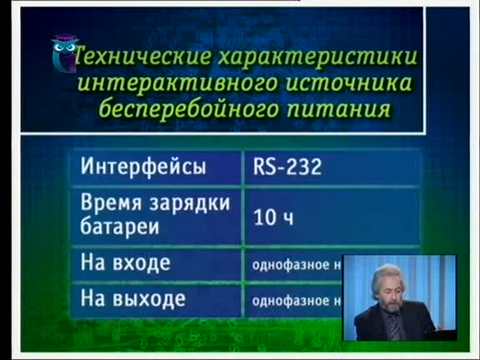 Технические характеристики
интерактивного источника
бесперебойного питания
Интерфейсы RS-232
Время зарядки
батареи 10 ч
На входе однофазное н
На выходе однофазное н